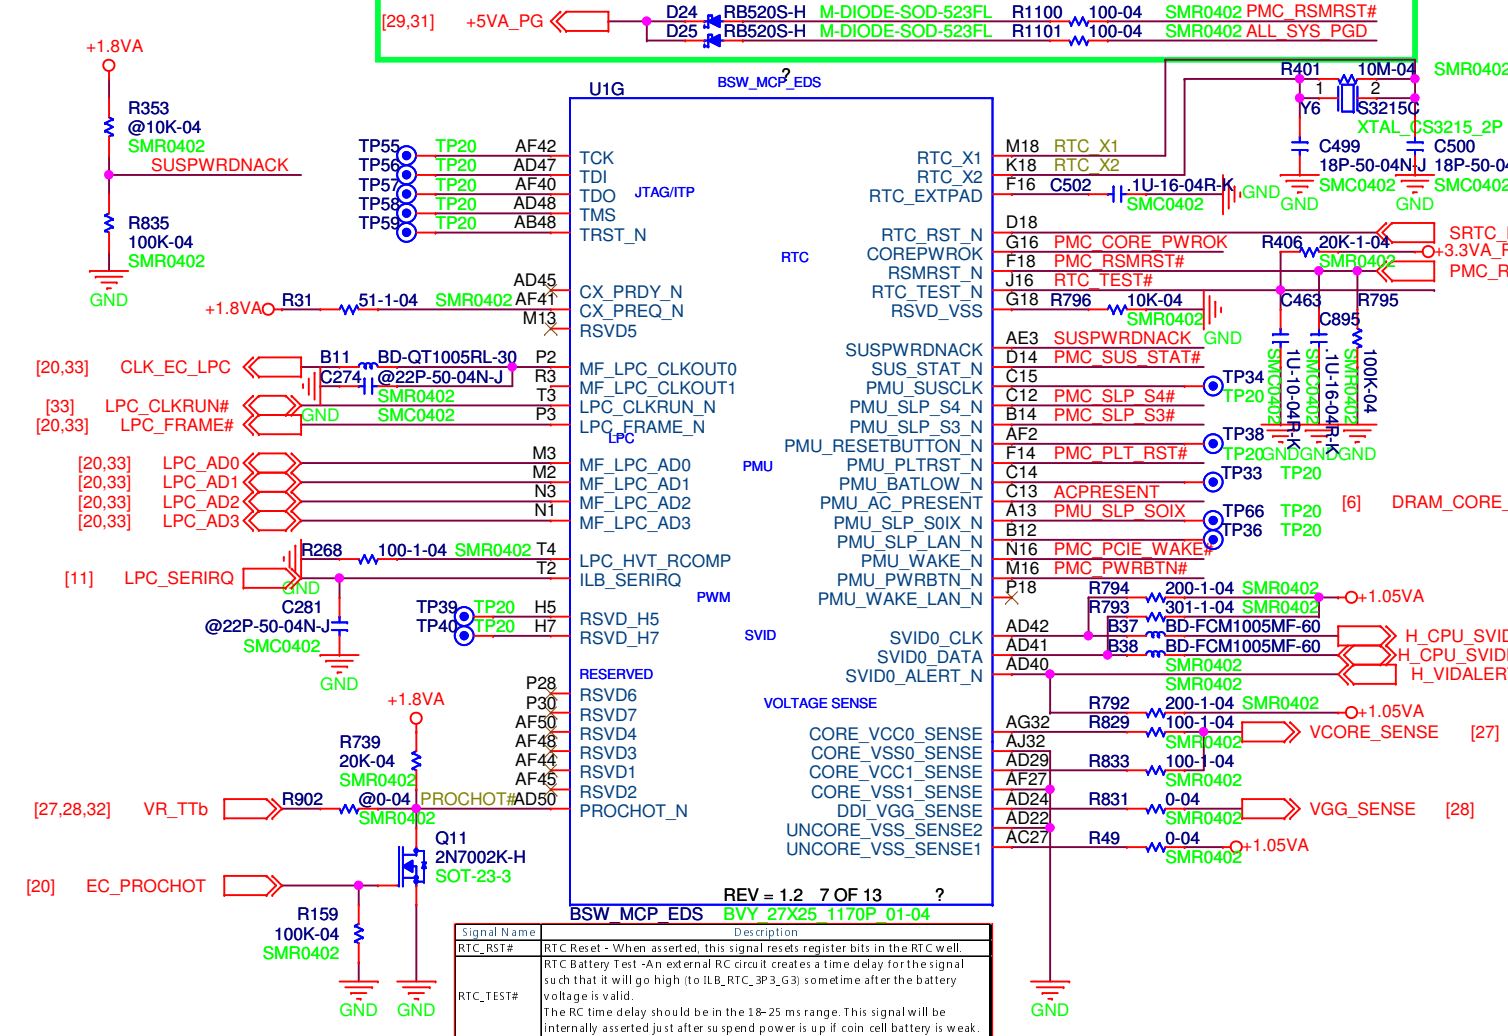 [29,31] +5VA_PG D24 RB520S-H M-DIODE-SOD-523FL R1100 100-04 SMR0402 PMC_RSMRST#
D25 RB520S-H M-DIODE-SOD-523FL R1101 100-04 SMR0402 ALL_SYS_PGD
+1.8VA
R353
@10K-04
SMR0402
SUSPWRDNACK
R835
100K-04
SMR0402
GND
U1G
?
BSW_MCP_EDS
R401 10M-04 SMR0402
1 2
Y6 S3215C
XTAL_CS3215_2P
C499 C500
18P-50-04N-J 18P-50-0
SMC0402 SMC0402
GND GND
TP55 TP20 AF42 TCK
TP56 TP20 AD47 TDI
TP57 TP20 AF40 TDO
TP58 TP20 AD48 TMS
TP59 TP20 AB48 TRST_N
JTAG/ITP
RTC_X1 M18 RTC_X1
RTC_X2 K18 RTC_X2
RTC_EXTPAD F16 C502 .1U-16-04R-K GND
SMC0402
RTC
RTC_RST_N D18 SRTC_
COREPWROK G16 PMC_CORE_PWROK R406 20K-1-04 +3.3VA_
SMR0402
RSMRST_N F18 PMC_RSMRST# PMC_R
RTC_TEST_N J16 RTC_TEST#
RSVD_VSS G18 R796 10K-04
SMR0402
GND
C463 R795
C895
SMC0402 1U-10-04R-K
SMC0402 .1U-16-04R-K
SMR0402 100K-04
GND GND GND
AD45 CX_PRDY_N
+1.8VA R31 51-1-04 SMR0402 AF41 CX_PREQ_N
M13 RSVD5
[20,33] CLK_EC_LPC B11 BD-QT1005RL-30 P2 MF_LPC_CLKOUT0
C274 @22P-50-04N-J R3 MF_LPC_CLKOUT1
SMR0402
[33] LPC_CLKRUN# T3 LPC_CLKRUN_N
GND SMC0402
[20,33] LPC_FRAME# P3 LPC_FRAME_N
LPC
[20,33] LPC_AD0 M3 MF_LPC_AD0
[20,33] LPC_AD1 M2 MF_LPC_AD1
[20,33] LPC_AD2 N3 MF_LPC_AD2
[20,33] LPC_AD3 N1 MF_LPC_AD3
R268 100-1-04 SMR0402 T4 LPC_HVT_RCOMP
[11] LPC_SERIRQ T2 ILB_SERIRQ
GND
C281
@22P-50-04N-J
SMC0402
GND
PWM
TP39 TP20 H5 RSVD_H5
TP40 TP20 H7 RSVD_H7
RESERVED
P28 RSVD6
P30 RSVD7
AF50 RSVD4
AF48 RSVD3
AF44 RSVD1
AF45 RSVD2
AD50 PROCHOT_N
SUSPWRDNACK AE3 SUSPWRDNACK
SUS_STAT_N D14 PMC_SUS_STAT#
PMU_SUSCLK C15 TP34
TP20
PMU_SLP_S4_N C12 PMC_SLP_S4#
PMU_SLP_S3_N B14 PMC_SLP_S3#
PMU_RESETBUTTON_N AF2 TP38
TP20
PMU
PMU_PLTRST_N F14 PMC_PLT_RST#
PMU_BATLOW_N C14 TP33 TP20
PMU_AC_PRESENT C13 ACPRESENT
PMU_SLP_S0IX_N A13 PMU_SLP_SOIX TP66 TP20
PMU_SLP_LAN_N B12 TP36 TP20
PMU_WAKE_N N16 PMC_PCIE_WAKE#
PMU_PWRBTN_N M16 PMC_PWRBTN#
PMU_WAKE_LAN_N P18
[6] DRAM_CORE_
R794 200-1-04 SMR0402 +1.05VA
R793 301-1-04 SMR0402
SVID
SVID0_CLK AD42 B37 BD-FCM1005MF-60 H_CPU_SVID
SVID0_DATA AD41 B38 BD-FCM1005MF-60 H_CPU_SVID
SMR0402
SVID0_ALERT_N AD40 H_VIDALER
SMR0402
VOLTAGE SENSE
R792 200-1-04 SMR0402 +1.05VA
CORE_VCC0_SENSE AG32 R829 100-1-04 VCORE_SENSE [27]
SMR0402
CORE_VSS0_SENSE AJ32
CORE_VCC1_SENSE AD29 R833 100-1-04
SMR0402
CORE_VSS1_SENSE AF27
DDI_VGG_SENSE AD24 R831 0-04 VGG_SENSE [28]
SMR0402
UNCORE_VSS_SENSE2 AD22
UNCORE_VSS_SENSE1 AC27 R49 0-04 +1.05VA
SMR0402
GND
+1.8VA
R739
20K-04
SMR0402
[27,28,32] VR_TTb R902 @0-04 PROCHOT#
SMR0402
Q11
2N7002K-H
SOT-23-3
[20] EC_PROCHOT
R159
100K-04
SMR0402
GND GND
REV = 1.2 7 OF 13 ?
BSW_MCP_EDS BVY_27X25_1170P_01-04
Signal Name Description
RTC_RST# RTC Reset - When asserted, this signal resets register bits in the RTC well.
RTC_TEST# RTC Battery Test -An external RC circuit creates a time delay for the signal
such that it will go high (to ILB_RTC_3P3_G3) sometime after the battery
voltage is valid.
The RC time delay should be in the 18-25 ms range. This signal will be
internally asserted just after suspend power is up if coin cell battery is weak.